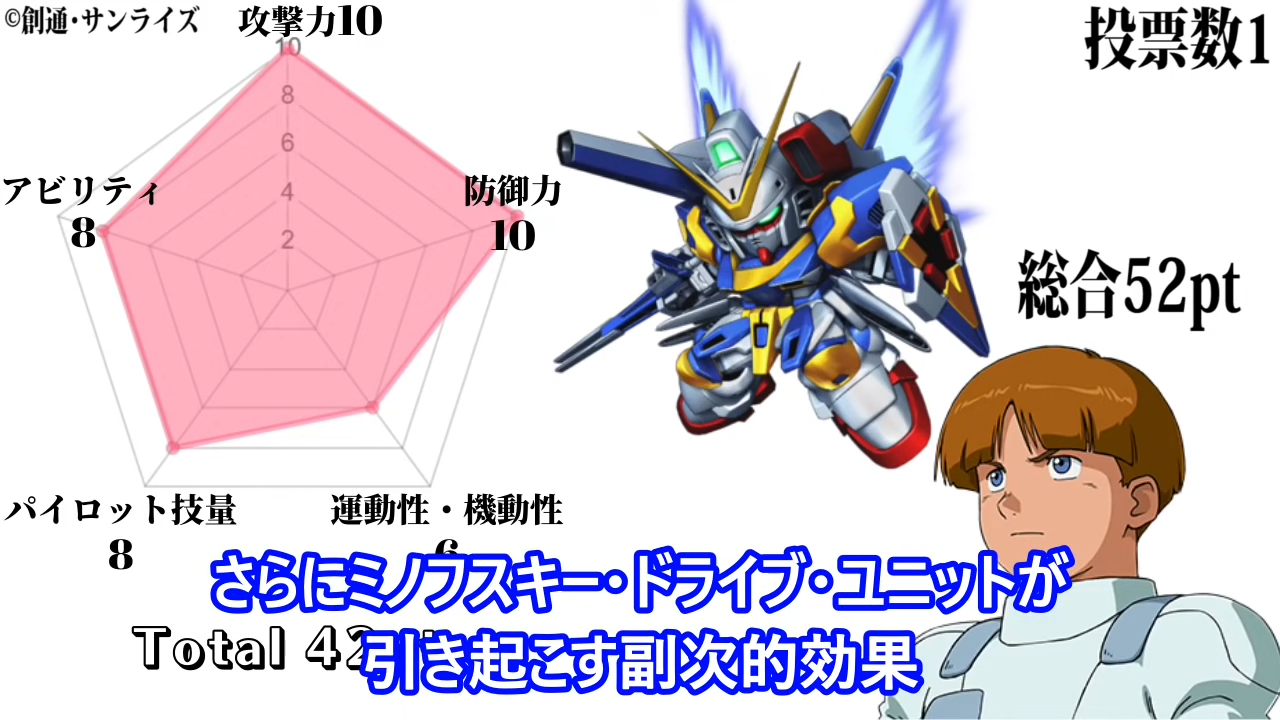 ©創通・サンライズ
攻撃力10
投票数1
10
8
6
4
2
アビリティ
8
防御力
10
総合52pt
パイロット技量
8
運動性・機動性
6
さらにミノフスキー・ドライブ・ユニットが
Total 42
引き起こす副次的効果